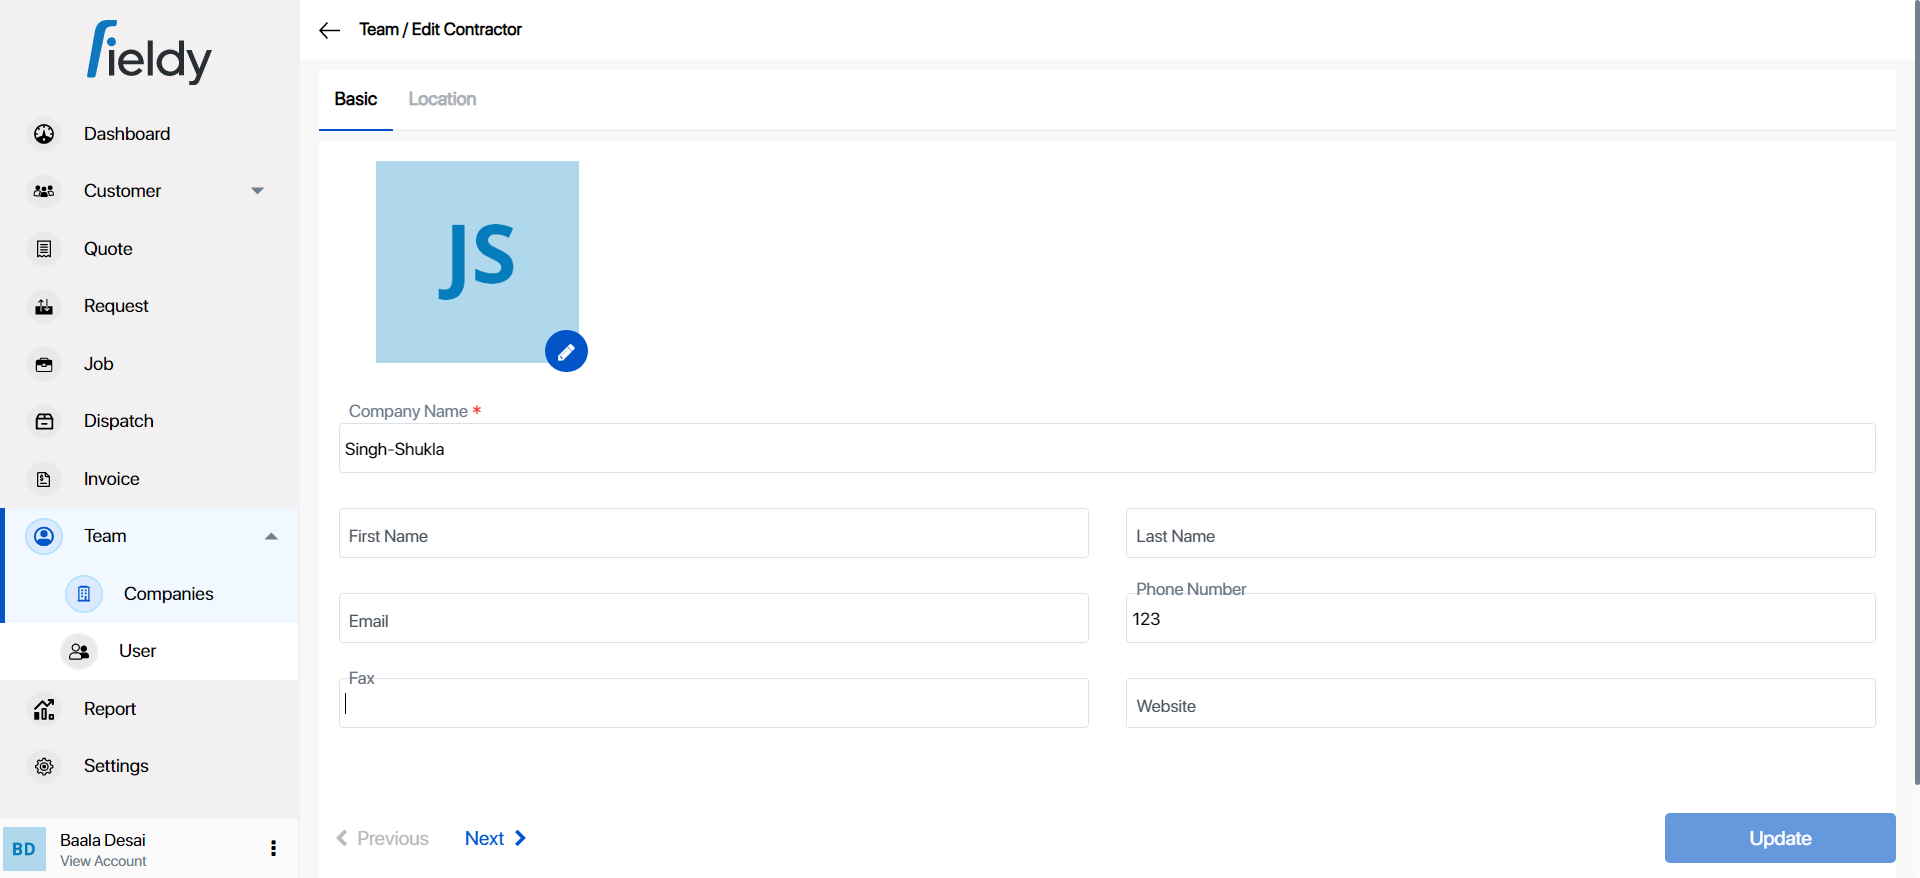 fieldy
Team / Edit Contractor
Basic
Location
Dashboard
Customer
Quote
Request
Job
Dispatch
Invoice
Team
Companies
User
Report
Settings
BD
Baala Desai
View Account
JS
Company Name *
Singh-Shukla
First Name
Last Name
Email
Phone Number
123
Fax
Website
Previous
Next
Update